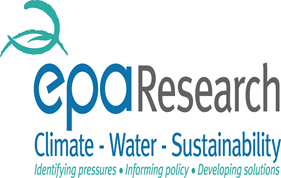 epaResearch
Climate - Water - Sustainability
Identifying pressures • Informing policy • Developing solutions